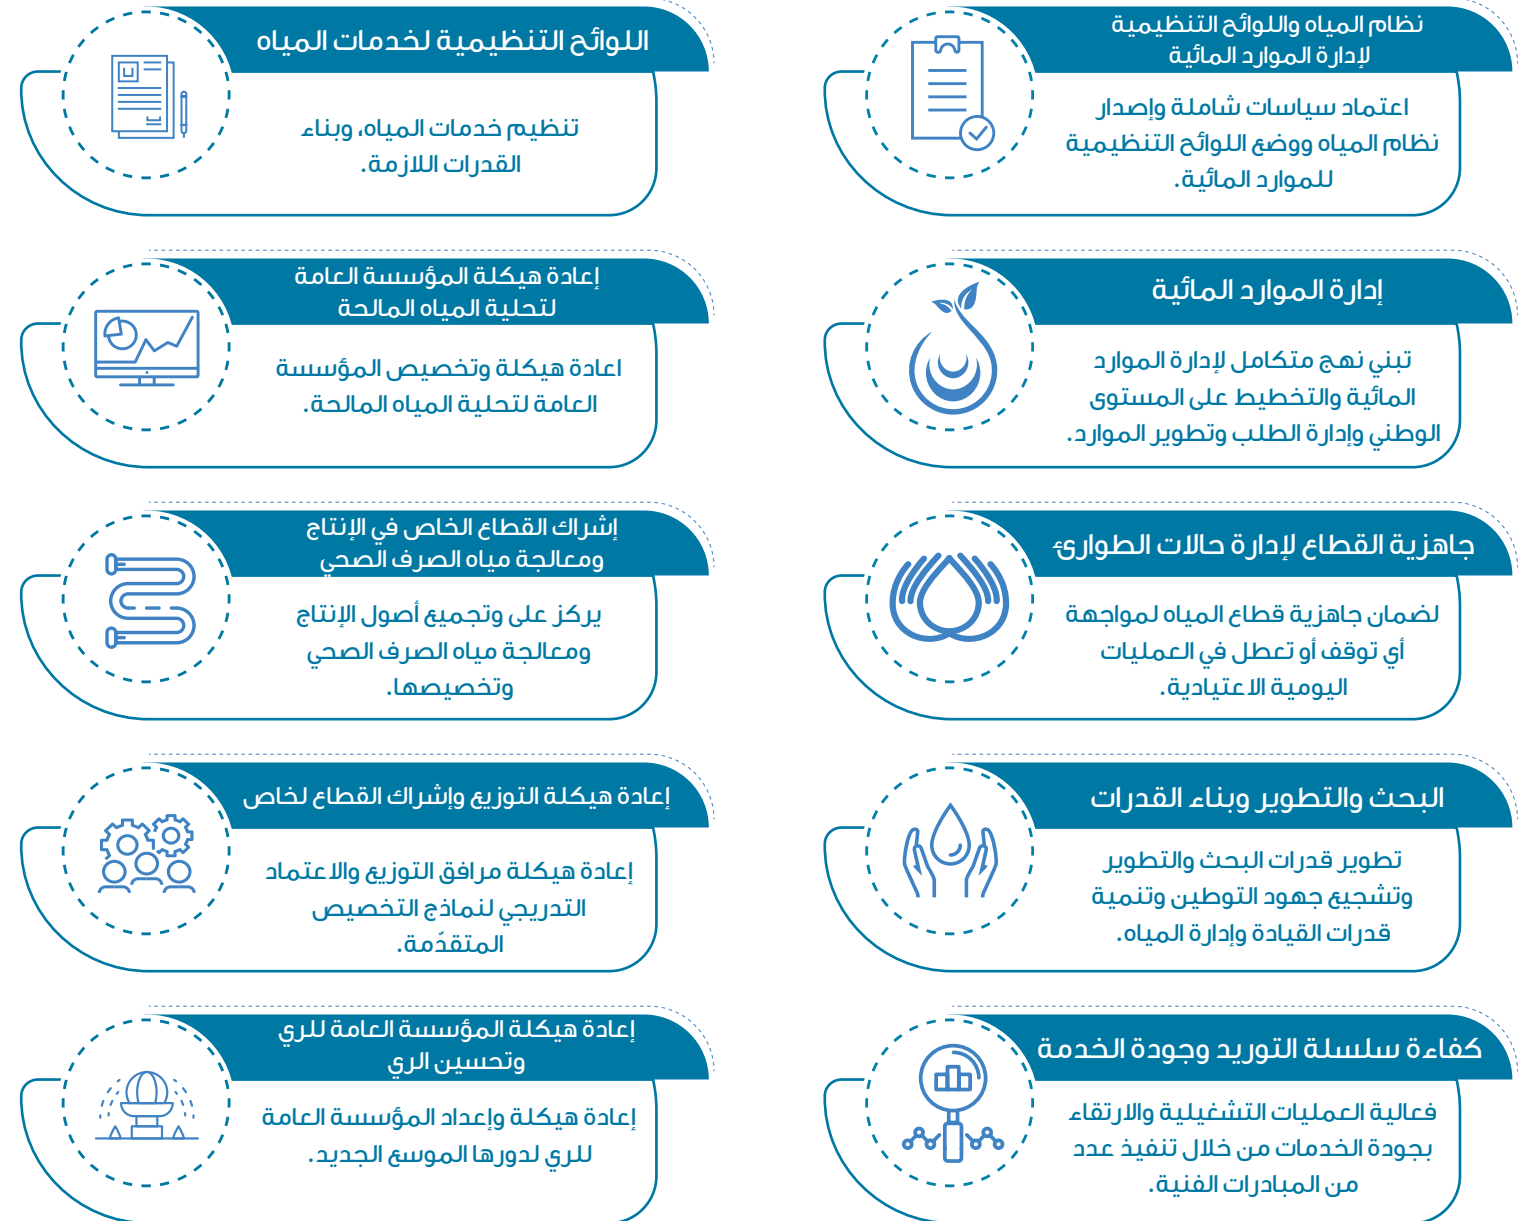 نظام المياه واللوائح التنظيمية
لإدارة الموارد المائية
اعتماد سياسات شاملة وإصدار
نظام المياه ووضع اللوائح التنظيمية
للموارد المائية.
اللوائح التنظيمية لخدمات المياه
تنظيم خدمات المياه، وبناء
القدرات اللازمة.
إدارة الموارد المائية
تبني نهج متكامل لإدارة الموارد
المائية والتخطيط على المستوى
الوطني وإدارة الطلب وتطوير الموارد.
إعادة هيكلة المؤسسة العامة
لتحلية المياه المالحة
اعادة هيكلة وتخصيص المؤسسة
العامة لتحلية المياه المالحة.
جاهزية القطاع لإدارة حالات الطوارئ
لضمان جاهزية قطاع المياه لمواجهة
أي توقف أو تعطل في العمليات
اليومية الاعتيادية.
إشراك القطاع الخاص في الإنتاج
ومعالجة مياه الصرف الصحي
يركز على وتجميع أصول الإنتاج
ومعالجة مياه الصرف الصحي
وتخصيصها.
البحث والتطوير وبناء القدرات
تطوير قدرات البحث والتطوير
وتشجيع جهود التوطين وتنمية
قدرات القيادة وإدارة المياه.
إعادة هيكلة التوزيع وإشراك القطاع لخاص
إعادة هيكلة مرافق التوزيع والاعتماد
التدريجي لنماذج التخصيص
المتقدّمة.
كفاءة سلسلة التوريد وجودة الخدمة
فعالية العمليات التشغيلية والارتقاء
بجودة الخدمات من خلال تنفيذ عدد
من المبادرات الفنية.
إعادة هيكلة المؤسسة العامة للري
وتحسين الري
إعادة هيكلة وإعداد المؤسسة العامة
للري لدورها الموسع الجديد.